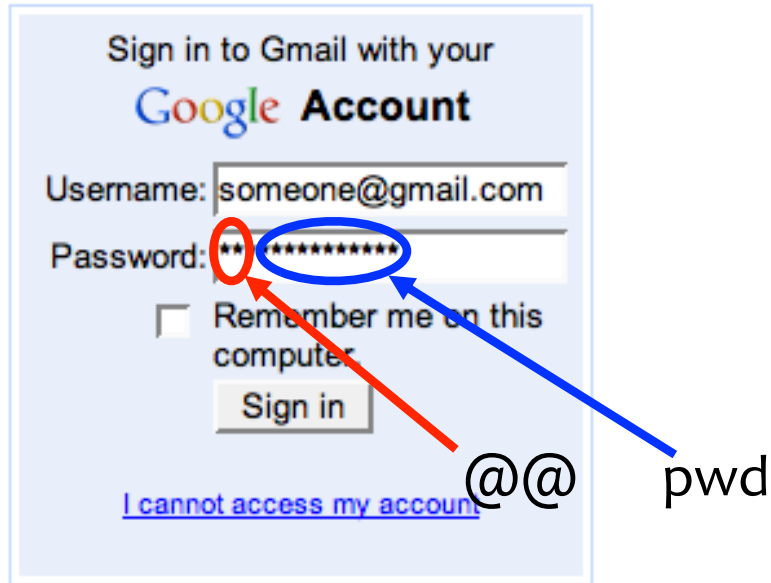 Sign in to Gmail with your
Google Account
Username: someone@gmail.com
Password: **************
Remember me on this
computer.
Sign in
@@ pwd
I cannot access my account